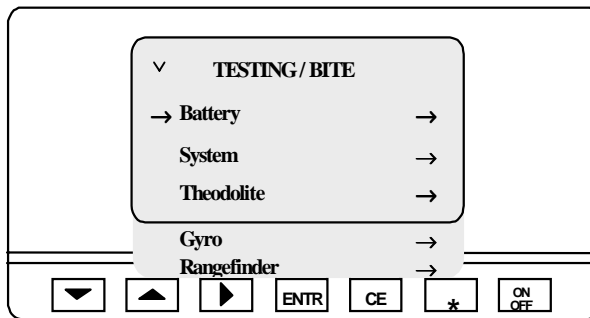 ∨ TESTING / BITE
→ Battery →
System →
Theodolite →
Gyro →
Rangefinder →
ENTR CE * ON
OFF